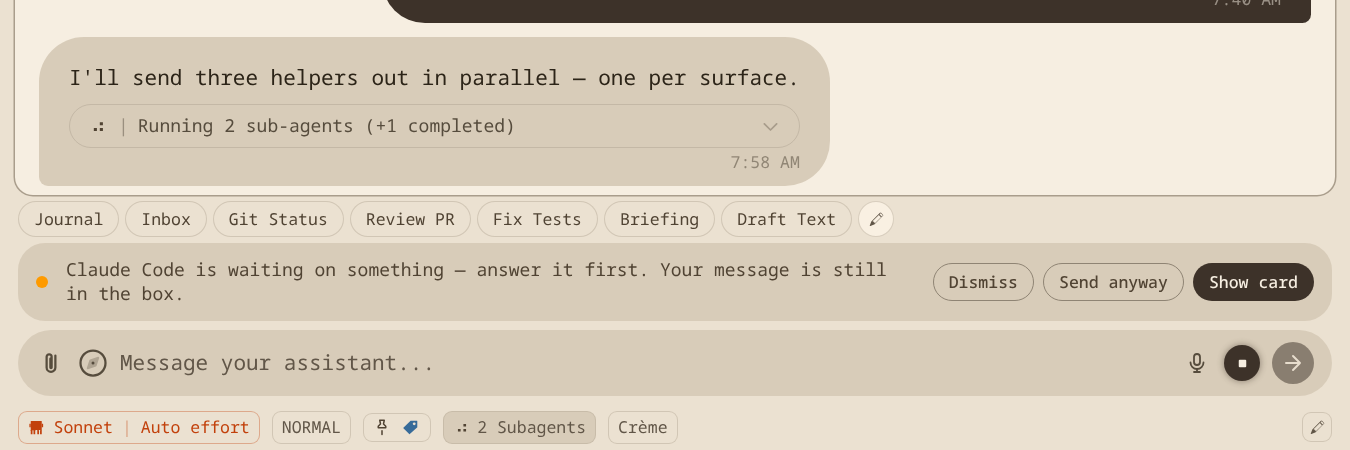 7:40 AM
I'll send three helpers out in parallel — one per surface.
Running 2 sub-agents (+1 completed)
7:58 AM
Journal
Inbox
Git Status
Review PR
Fix Tests
Briefing
Draft Text
Claude Code is waiting on something — answer it first. Your message is still
in the box.
Dismiss
Send anyway
Show card
Message your assistant...
Sonnet | Auto effort
NORMAL
2 Subagents
Crème